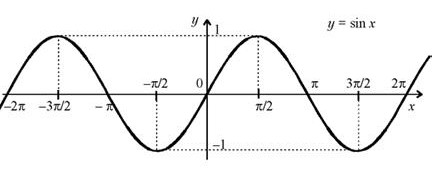 y 1 y = sin x
−π/2 0 π 3π/2 2π
−2π −3π/2 − π π/2 x
−1